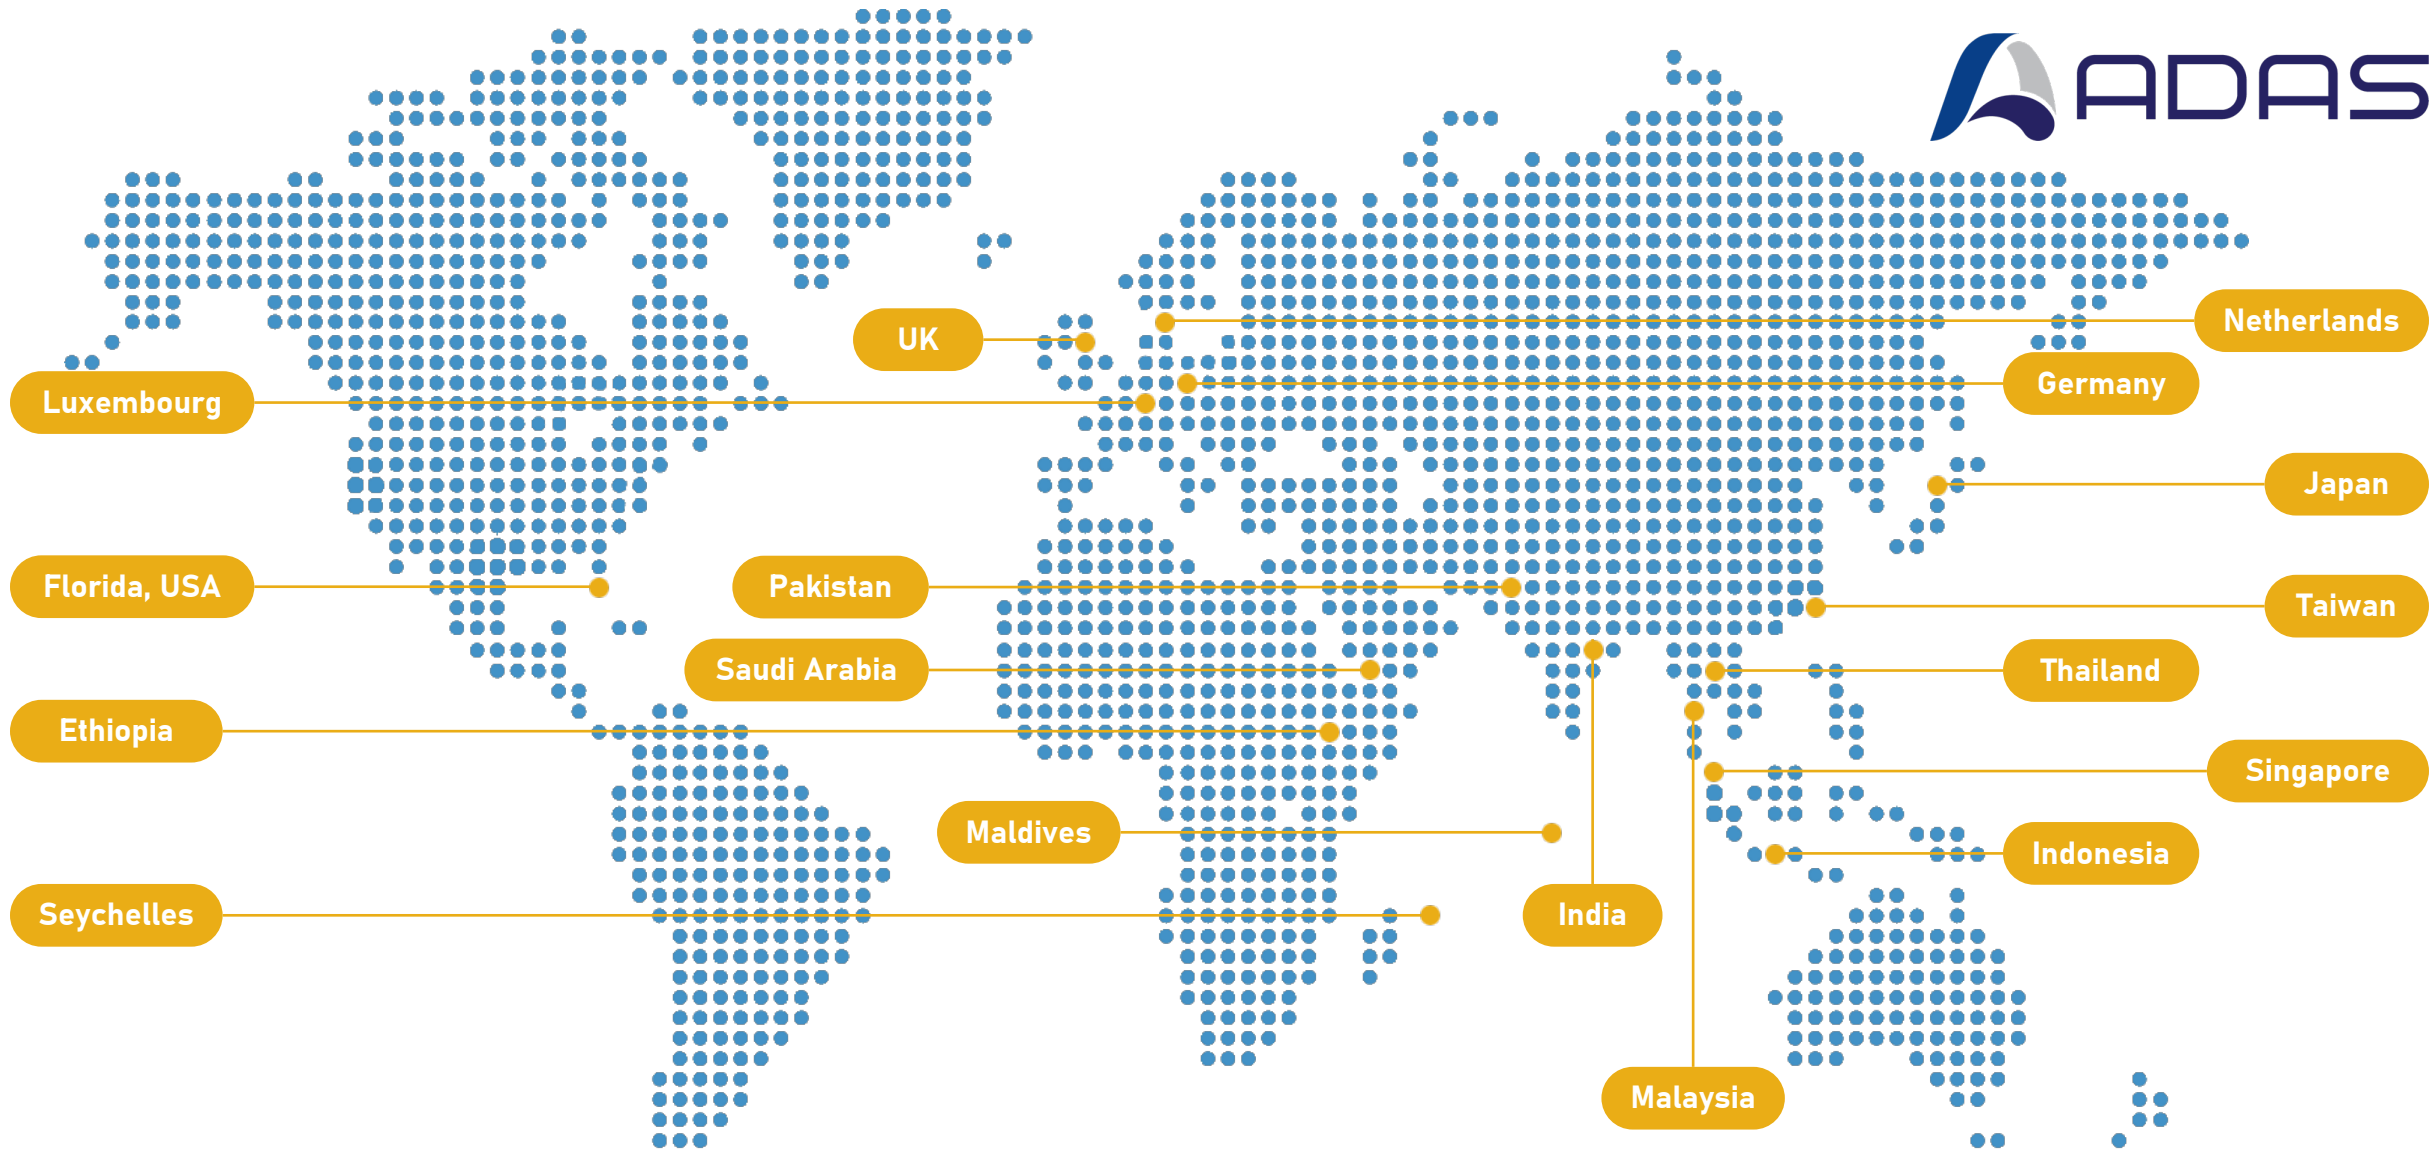 ADAS
Netherlands
UK
Germany
Luxembourg
Japan
Florida, USA
Pakistan
Taiwan
Saudi Arabia
Thailand
Ethiopia
Singapore
Maldives
Indonesia
Seychelles
India
Malaysia